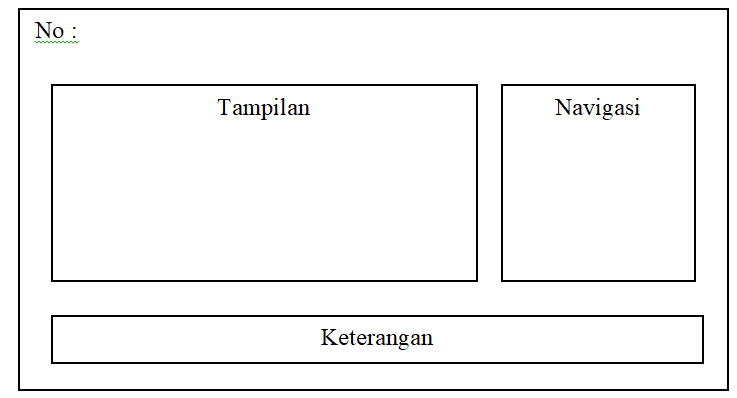 No :
Tampilan
Navigasi
Keterangan